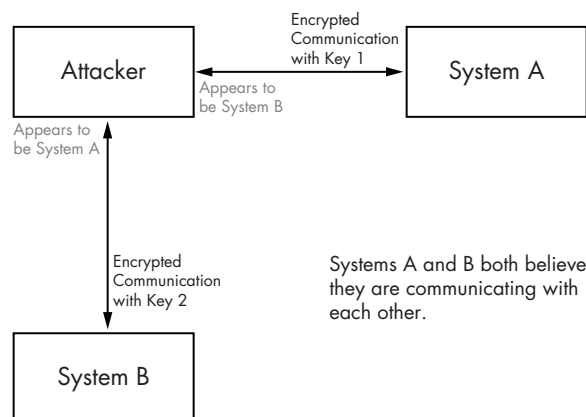 Encrypted
Communication
with Key 1
Attacker
System A
Appears to
be System B
Appears to
be System A
Encrypted
Communication
with Key 2
Systems A and B both believe
they are communicating with
each other.
System B